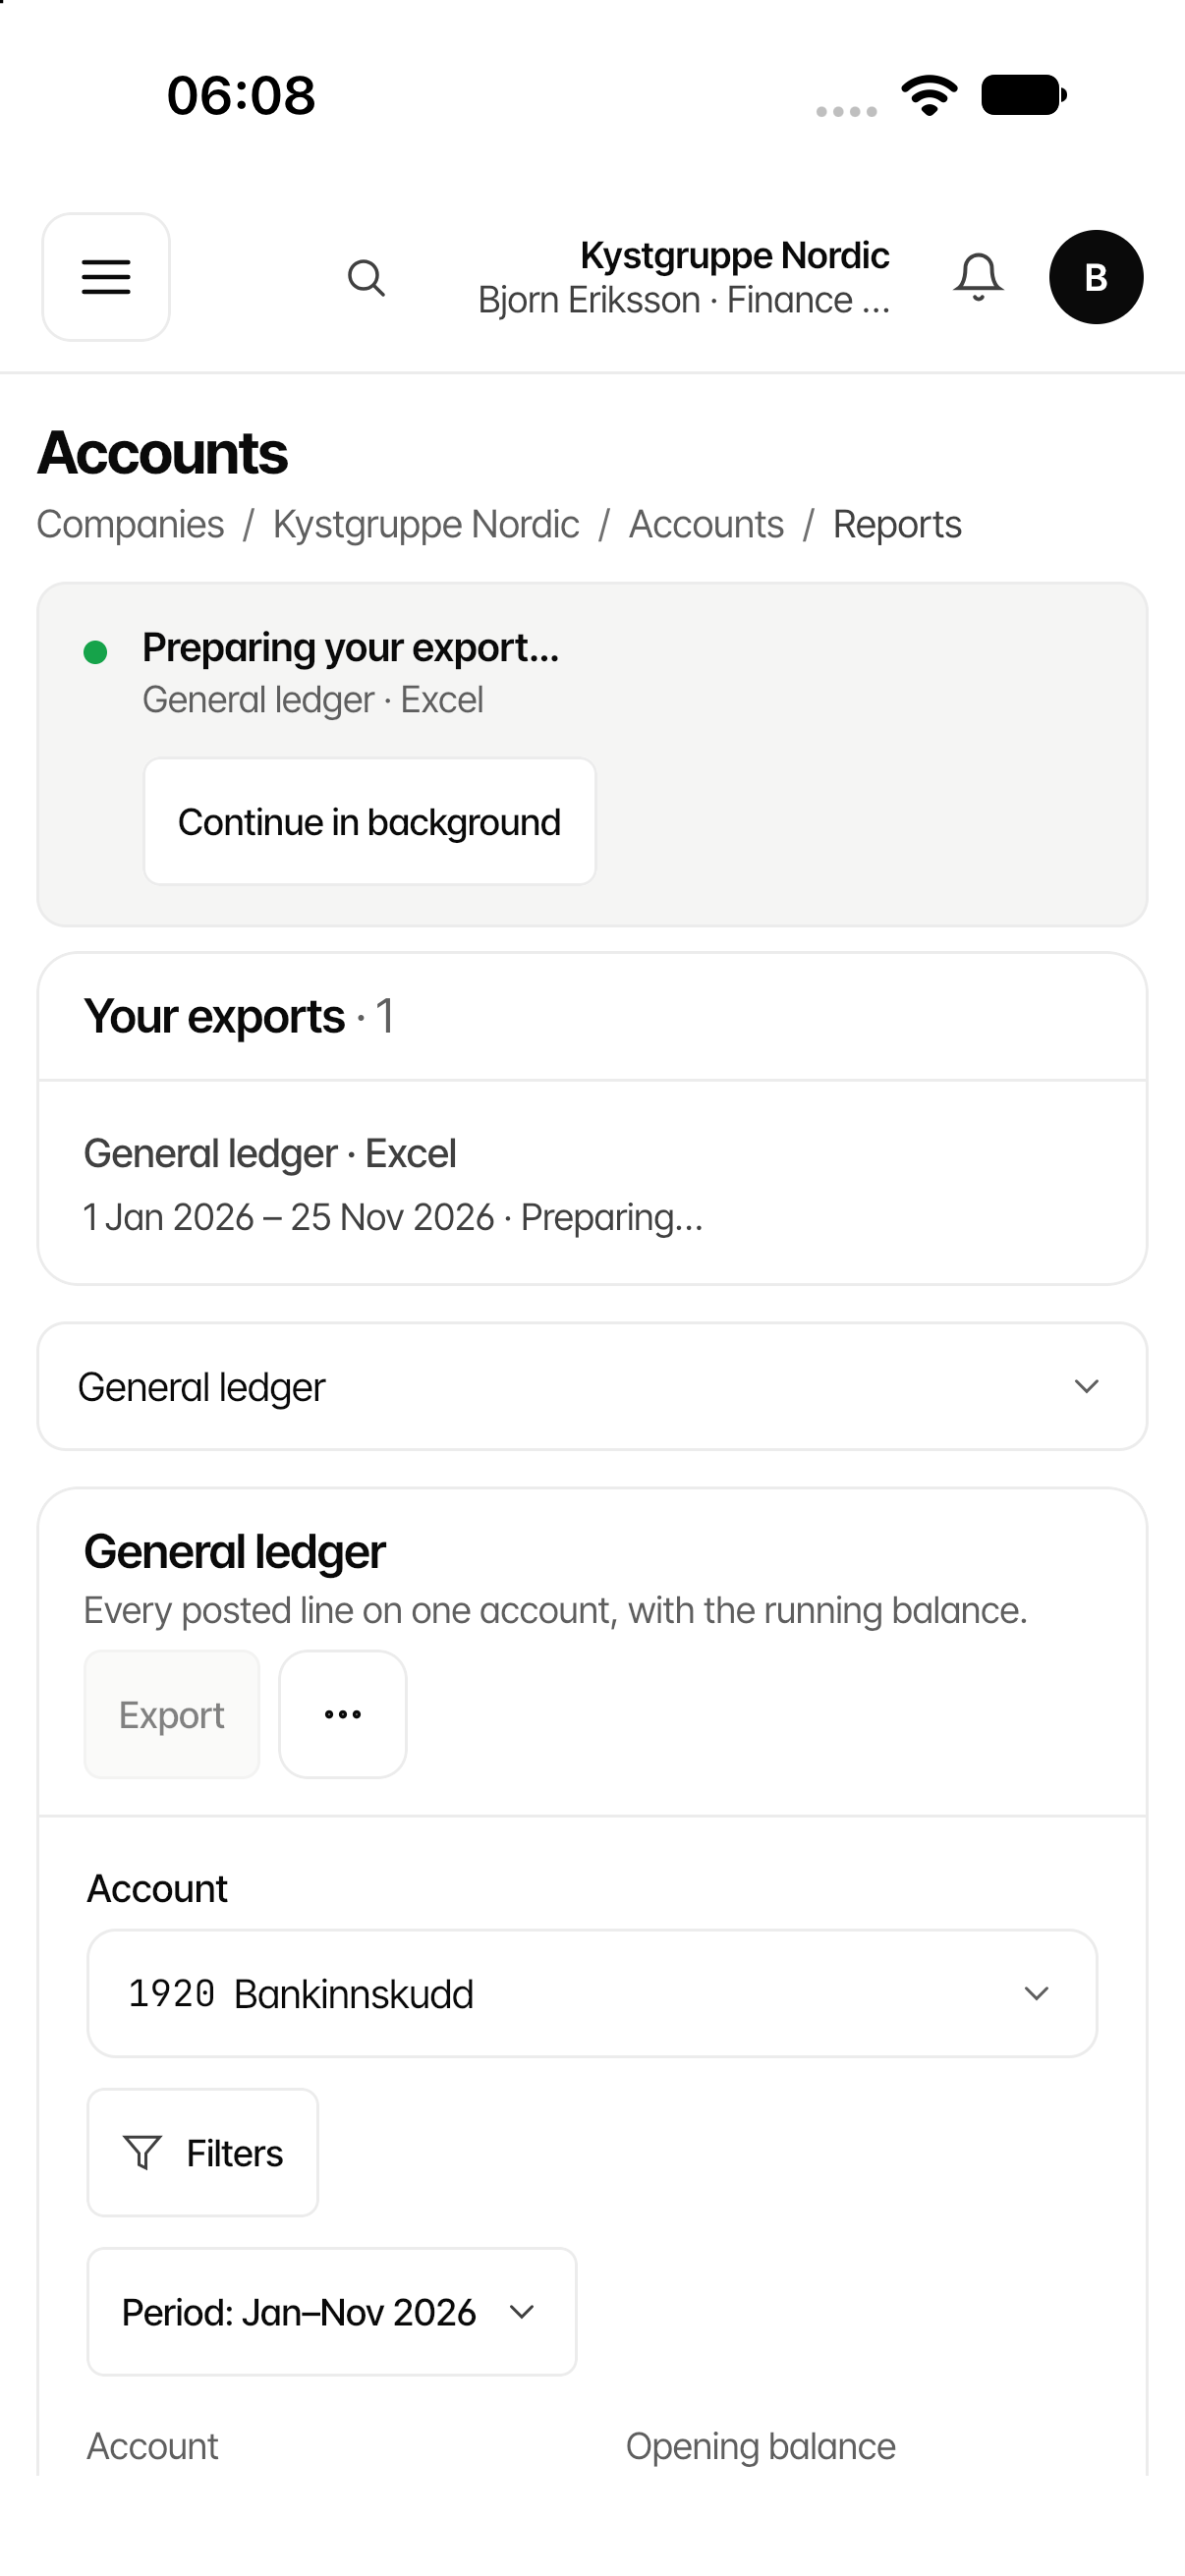 06:08
Kystgruppe Nordic
Bjorn Eriksson · Finance ...
B
Accounts
Companies / Kystgruppe Nordic / Accounts / Reports
Preparing your export...
General ledger · Excel
Continue in background
Your exports · 1
General ledger · Excel
1 Jan 2026 – 25 Nov 2026 · Preparing...
General ledger
General ledger
Every posted line on one account, with the running balance.
Export
Account
1920 Bankinnskudd
Filters
Period: Jan–Nov 2026
Account Opening balance